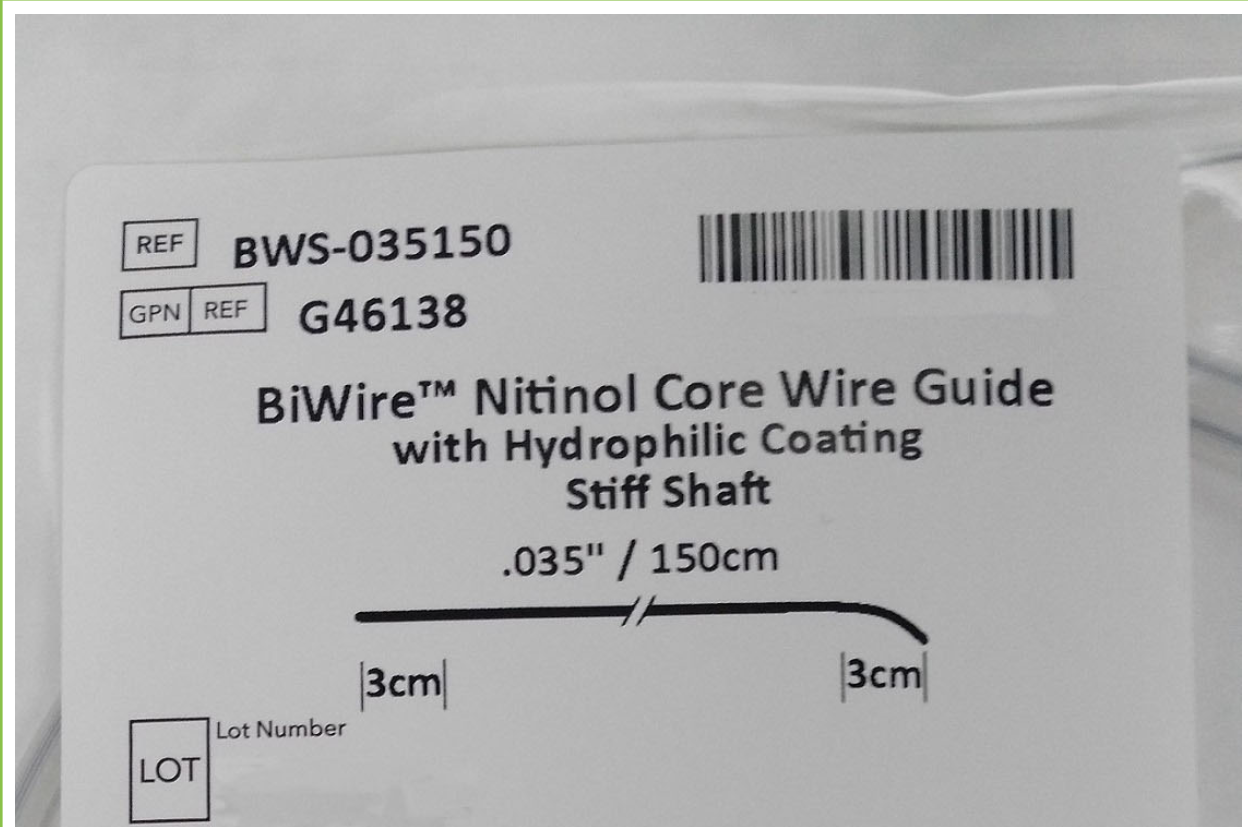 REF BWS-035150
GPN REF G46138
BiWire™ Nitinol Core Wire Guide
with Hydrophilic Coating
Stiff Shaft
.035" / 150cm
3cm 3cm
Lot Number
LOT